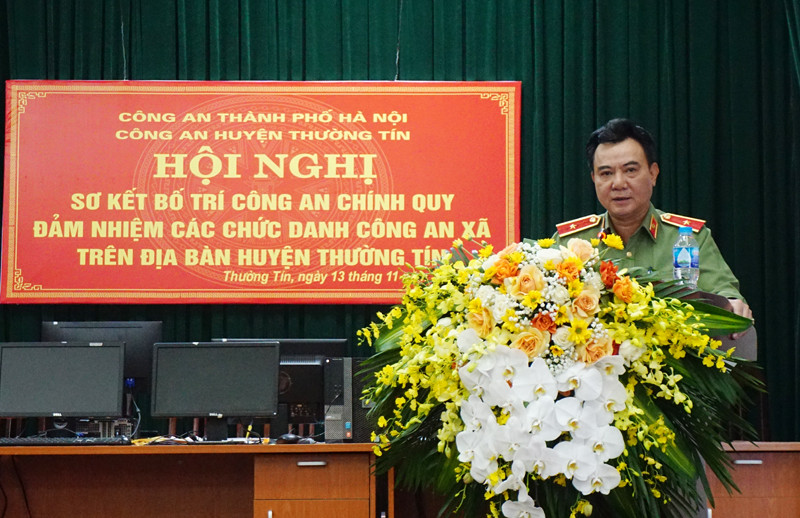 CÔNG AN THÀNH PHỐ HÀ NỘI
CÔNG AN HUYỆN THƯỜNG TÍN
HỘI NGHỊ
SƠ KẾT BỐ TRÍ CÔNG AN CHÍNH QUY
ĐẢM NHIỆM CÁC CHỨC DANH CÔNG AN XÃ
TRÊN ĐỊA BÀN HUYỆN THƯỜNG TÍN
Thường Tín, ngày 13 tháng 11
DELL
DELL